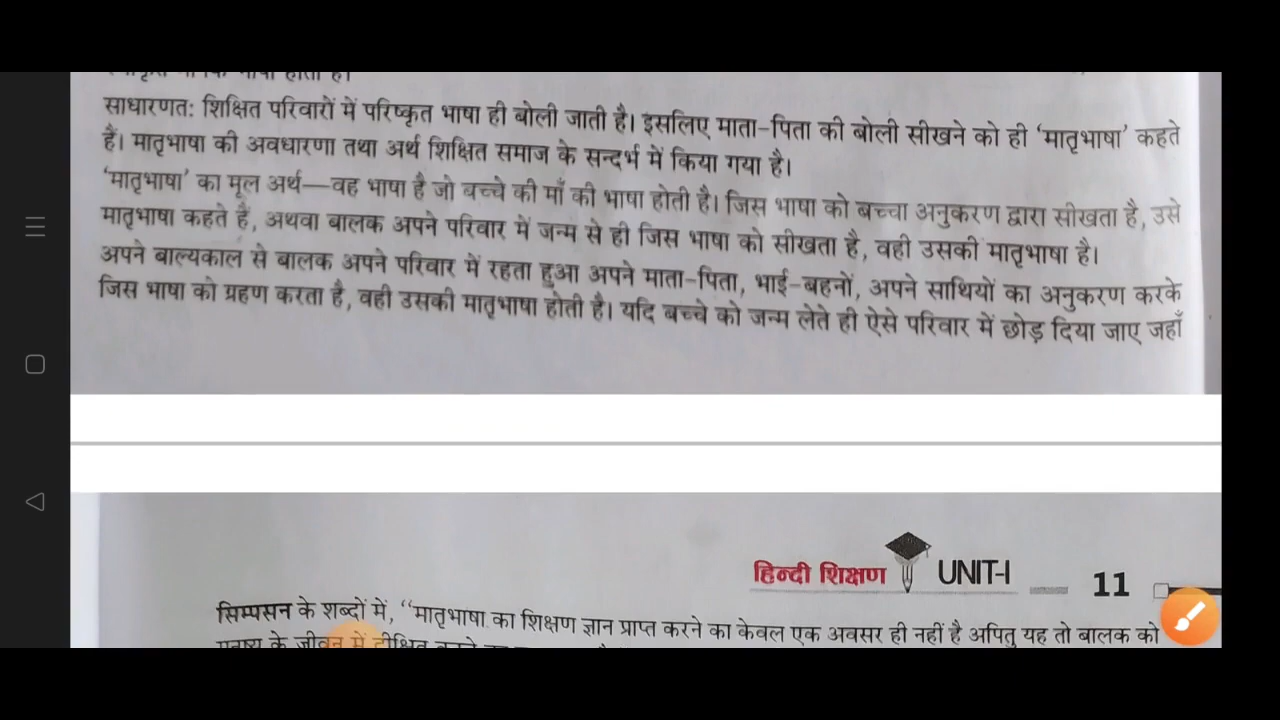 साधारणतः शिक्षित परिवारों में परिष्कृत भाषा ही बोली जाती है। इसलिए माता-पिता की बोली सीखने को ही ‘मातृभाषा’ कहते
हैं। मातृभाषा की अवधारणा तथा अर्थ शिक्षित समाज के सन्दर्भ में किया गया है।
‘मातृभाषा’ का मूल अर्थ—वह भाषा है जो बच्चे की माँ की भाषा होती है। जिस भाषा को बच्चा अनुकरण द्वारा सीखता है, उसे
मातृभाषा कहते हैं, अथवा बालक अपने परिवार में जन्म से ही जिस भाषा को सीखता है, वही उसकी मातृभाषा है।
अपने बाल्यकाल से बालक अपने परिवार में रहता हुआ अपने माता-पिता, भाई-बहनों, अपने साथियों का अनुकरण करके
जिस भाषा को ग्रहण करता है, वही उसकी मातृभाषा होती है। यदि बच्चे को जन्म लेते ही ऐसे परिवार में छोड़ दिया जाए जहाँ
हिन्दी शिक्षण UNIT-I 11
सिम्पसन के शब्दों में, “मातृभाषा का शिक्षण ज्ञान प्राप्त करने का केवल एक अवसर ही नहीं है अपितु यह तो बालक को
के जीवन में